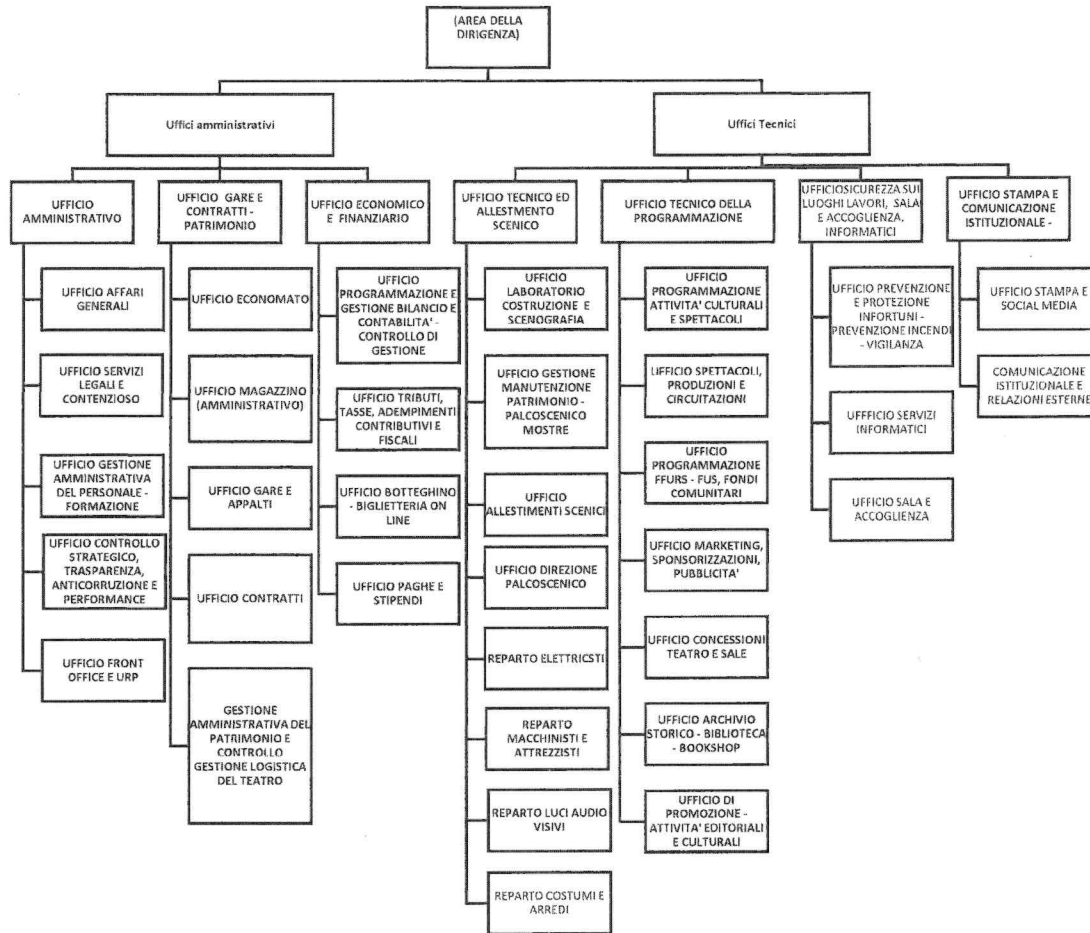 (AREA DELLA
DIRIGENZA)
Uffici amministrativi
Uffici Tecnici
UFFICIO
AMMINISTRATIVO
UFFICIO GARE E
CONTRATTI -
PATRIMONIO
UFFICIO ECONOMICO
E FINANZIARIO
UFFICIO TECNICO ED
ALLESTMENTO
SCENICO
UFFICIO TECNICO DELLA
PROGRAMMAZIONE
UFFICIOSICUREZZA SUI
LUOGHI LAVORI, SALA
E ACCOGLIENZA,
INFORMATICI
UFFICIO STAMPA E
COMUNICAZIONE
ISTITUZIONALE -
UFFICIO AFFARI
GENERALI
UFFICIO SERVIZI
LEGALI E
CONTENZIOSO
UFFICIO GESTIONE
AMMINISTRATIVA
DEL PERSONALE -
FORMAZIONE
UFFICIO CONTROLLO
STRATEGICO,
TRASPARENZA,
ANTICORRUZIONE E
PERFORMANCE
UFFICIO FRONT
OFFICE E URP
UFFICIO ECONOMATO
UFFICIO MAGAZZINO
(AMMINISTRATIVO)
UFFICIO GARE E
APPALTI
UFFICIO CONTRATTI
GESTIONE
AMMINISTRATIVA DEL
PATRIMONIO E
CONTROLLO
GESTIONE LOGISTICA
DEL TEATRO
UFFICIO
PROGRAMMAZIONE E
GESTIONE BILANCIO E
CONTABILITA' -
CONTROLLO DI
GESTIONE
UFFICIO TRIBUTI,
TASSE, ADEMPIMENTI
CONTRIBUTIVI E
FISCALI
UFFICIO BOTTEGHINO
- BIGLIETTERIA ON
LINE
UFFICIO PAGHE E
STIPENDI
UFFICIO
LABORATORIO
COSTRUZIONE E
SCENOGRAFIA
UFFICIO GESTIONE
MANUTENZIONE
PATRIMONIO -
PALCOSCENICO
MOSTRE
UFFICIO
ALLESTIMENTI SCENICI
UFFICIO DIREZIONE
PALCOSCENICO
REPARTO ELETTRICSTI
REPARTO
MACCHINISTI E
ATTREZZISTI
REPARTO LUCI AUDIO
VISIVI
REPARTO COSTUMI E
ARREDI
UFFICIO
PROGRAMMAZIONE
ATTIVITA' CULTURALI
E SPETTACOLI
UFFICIO SPETTACOLI,
PRODUZIONI E
CIRCUITAZIONI
UFFICIO
PROGRAMMAZIONE
FFURS - FUS, FONDI
COMUNITARI
UFFICIO MARKETING,
SPONSORIZZAZIONI,
PUBBLICITA'
UFFICIO CONCESSIONI
TEATRO E SALE
UFFICIO ARCHIVIO
STORICO - BIBLIOTECA
- BOOKSHOP
UFFICIO DI
PROMOZIONE -
ATTIVITA' EDITORIALI
E CULTURALI
UFFICIO PREVENZIONE
E PROTEZIONE
INFORTUNI -
PREVENZIONE INCENDI
- VIGILANZA
UFFFICIO SERVIZI
INFORMATICI
UFFICIO SALA E
ACCOGLIENZA
UFFICIO STAMPA E
SOCIAL MEDIA
COMUNICAZIONE
ISTITUZIONALE E
RELAZIONI ESTERNE